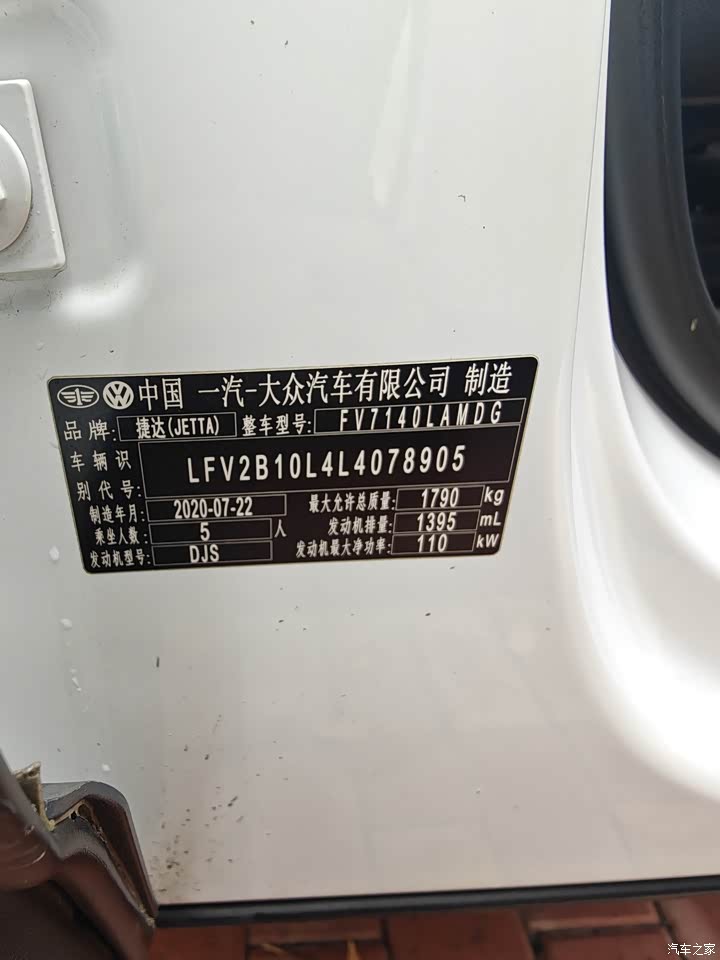 中国 一汽-大众汽车有限公司 制造
品牌: 捷达(JETTA) 整车型号: FV7140LAMDG
车辆识别代号: LFV2B10L4L4078905
制造年月: 2020-07-22 最大允许总质量: 1790 kg
乘坐人数: 5 人 发动机排量: 1395 mL
发动机型号: DJS 发动机最大净功率: 110 kW
汽车之家